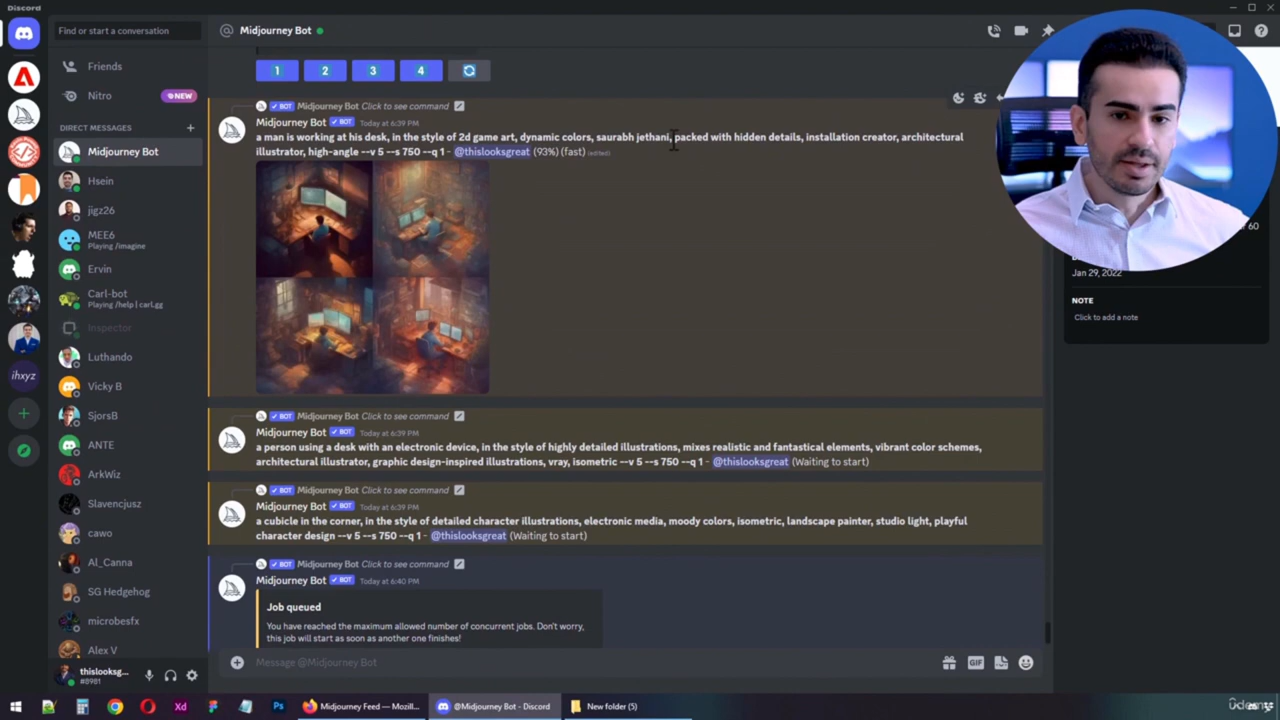 Discord
Find or start a conversation
Midjourney Bot
Friends
Nitro
NEW
DIRECT MESSAGES
Midjourney Bot
Hsein
jigz26
MEE6
Playing /imagine
Ervin
Carl-bot
Playing /help | carl.gg
Inspector
Luthando
Vicky B
SjorsB
ANTE
ArkWiz
Slavencjusz
cawo
Al_Canna
SG Hedgehog
microbesfx
Alex V
ihxyz
thislooksg...
#8981
1 2 3 4
BOT Midjourney Bot Click to see command
Midjourney Bot BOT Today at 6:39 PM
a man is working at his desk, in the style of 2d game art, dynamic colors, saurabh jethani, packed with hidden details, installation creator, architectural
illustrator, high-angle --v 5 --s 750 --q 1 - @thislooksgreat (93%) (fast) (edited)
BOT Midjourney Bot Click to see command
Midjourney Bot BOT Today at 6:39 PM
a person using a desk with an electronic device, in the style of highly detailed illustrations, mixes realistic and fantastical elements, vibrant color schemes,
architectural illustrator, graphic design-inspired illustrations, vray, isometric --v 5 --s 750 --q 1 - @thislooksgreat (Waiting to start)
BOT Midjourney Bot Click to see command
Midjourney Bot BOT Today at 6:39 PM
a cubicle in the corner, in the style of detailed character illustrations, electronic media, moody colors, isometric, landscape painter, studio light, playful
character design --v 5 --s 750 --q 1 - @thislooksgreat (Waiting to start)
BOT Midjourney Bot Click to see command
Midjourney Bot BOT Today at 6:40 PM
Job queued
You have reached the maximum allowed number of concurrent jobs. Don't worry,
this job will start as soon as another one finishes!
Message @Midjourney Bot
GIF
or 60
Jan 29, 2022
NOTE
Click to add a note
Xd
Ps
Midjourney Feed — Mozill...
@Midjourney Bot - Discord
New folder (5)